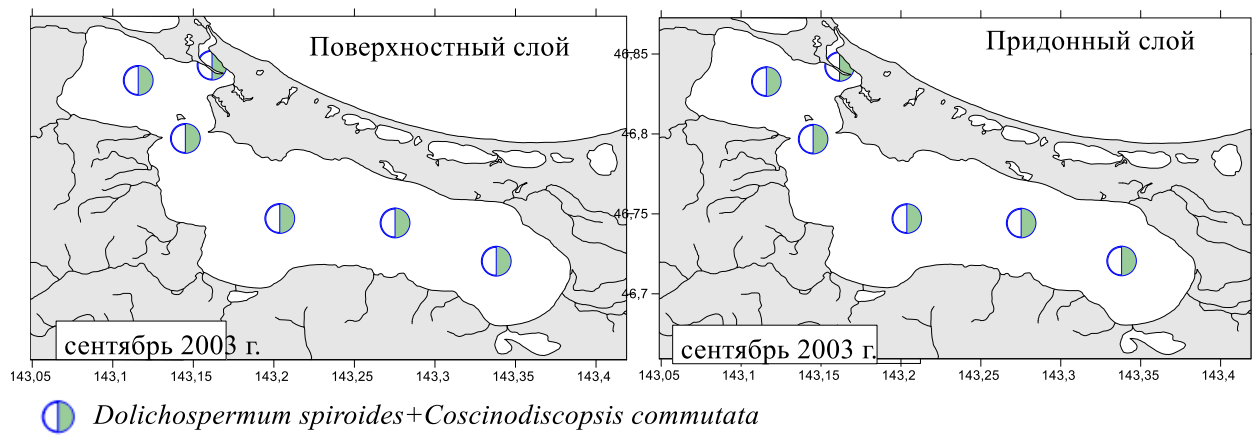 Поверхностный слой
Придонный слой
46,85
46,8
46,75
46,7
сентябрь 2003 г.
сентябрь 2003 г.
143,05 143,1 143,15 143,2 143,25 143,3 143,35 143,4
143,05 143,1 143,15 143,2 143,25 143,3 143,35 143,4
Dolichospermum spiroides+Coscinodiscopsis commutata